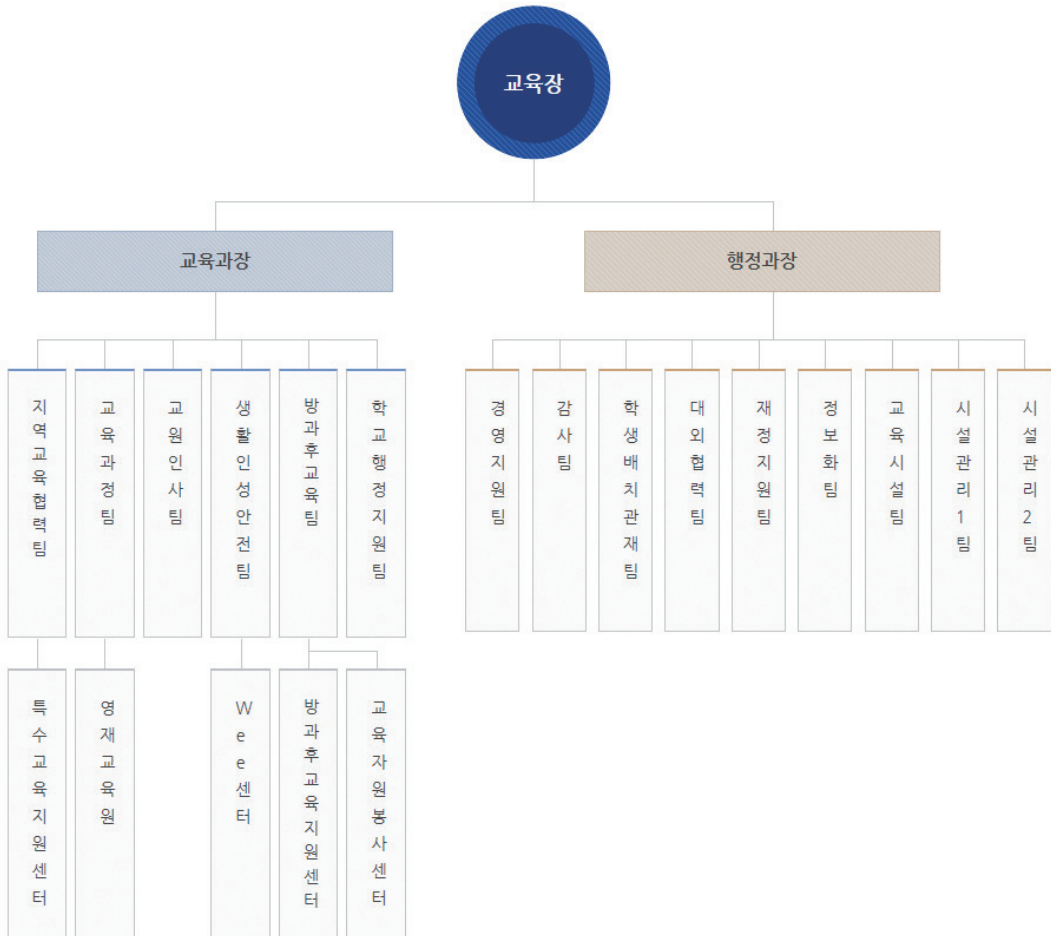 교육장
교육과장
행정과장
지역교육협력팀
교육과정팀
교원인사팀
생활인성안전팀
방과후교육팀
학교행정지원팀
경영지원팀
감사팀
학생배치관재팀
대외협력팀
재정지원팀
정보화팀
교육시설팀
시설관리1팀
시설관리2팀
특수교육지원센터
영재교육원
Wee센터
방과후교육지원센터
교육자원봉사센터